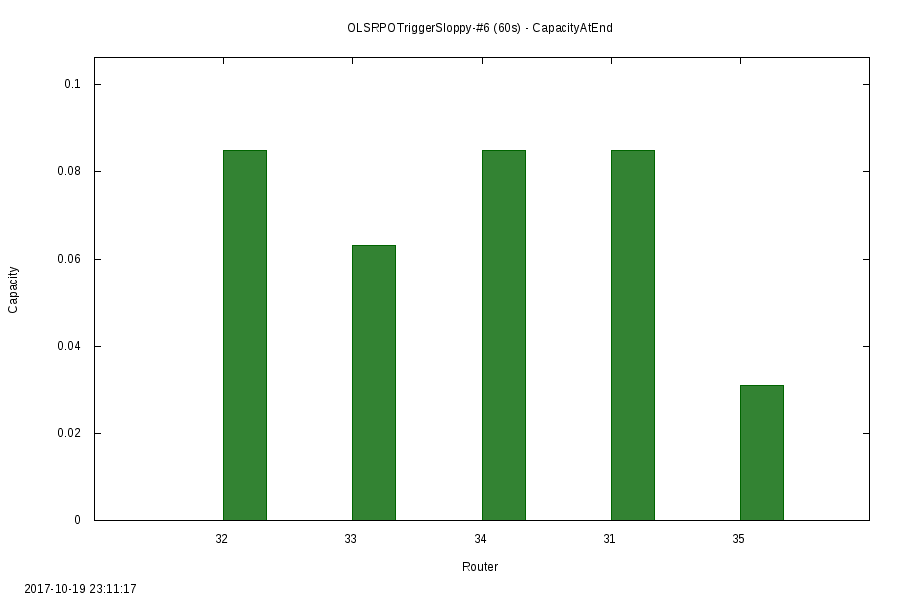 OLSRPOTriggerSloppy-#6 (60s) - CapacityAtEnd
0.1
0.08
0.06
0.04
0.02
0
Capacity
32 33 34 31 35
Router
2017-10-19 23:11:17